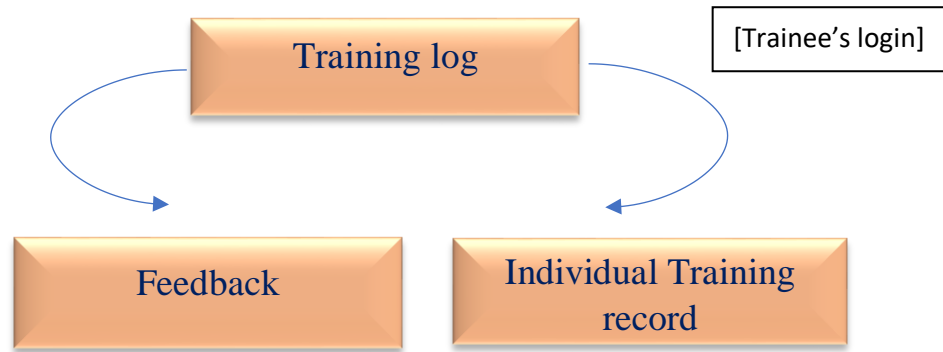 Training log
[Trainee’s login]
Feedback
Individual Training
record